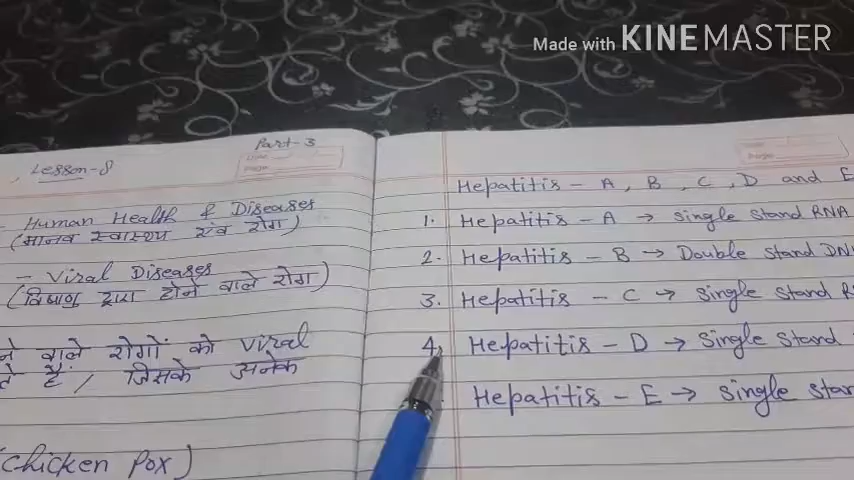 Made with KINEMASTER
Part-3
Lesson-8
- Human Health & Diseases
(मानव स्वास्थ्य एंव रोग)
- Viral Diseases
(विषाणु द्वारा होने वाले रोग)
ने वाले रोगों को Viral
ते हैं, जिसके अनेक
(Chicken Pox)
Hepatitis - A, B, C, D and E
1. Hepatitis - A → Single Stand RNA
2. Hepatitis - B → Double Stand DN
3. Hepatitis - C → Single Stand R
4. Hepatitis - D → Single Stand
Hepatitis - E → Single Sta